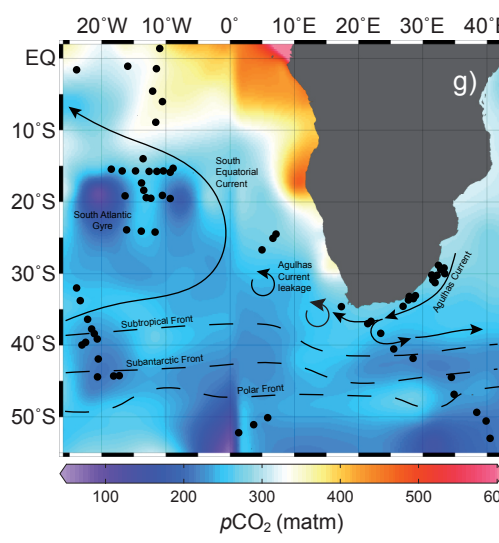 20°W 10°W 0° 10°E 20°E 30°E 40°E
EQ
g)
10°S
South
Equatorial
Current
20°S
South Atlantic
Gyre
30°S
Agulhas
Current
leakage
Agulhas Current
Subtropical Front
40°S
Subantarctic Front
Polar Front
50°S
100 200 300 400 500 60
pCO₂ (matm)